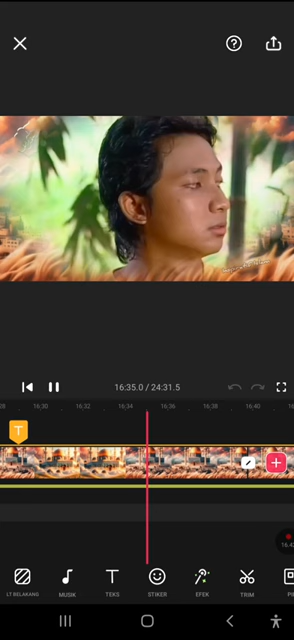 16:35.0 / 24:31.5
16:30
16:32
16:34
16:36
16:38
16:40
T
LT BELAKANG
MUSIK
TEKS
STIKER
EFEK
TRIM